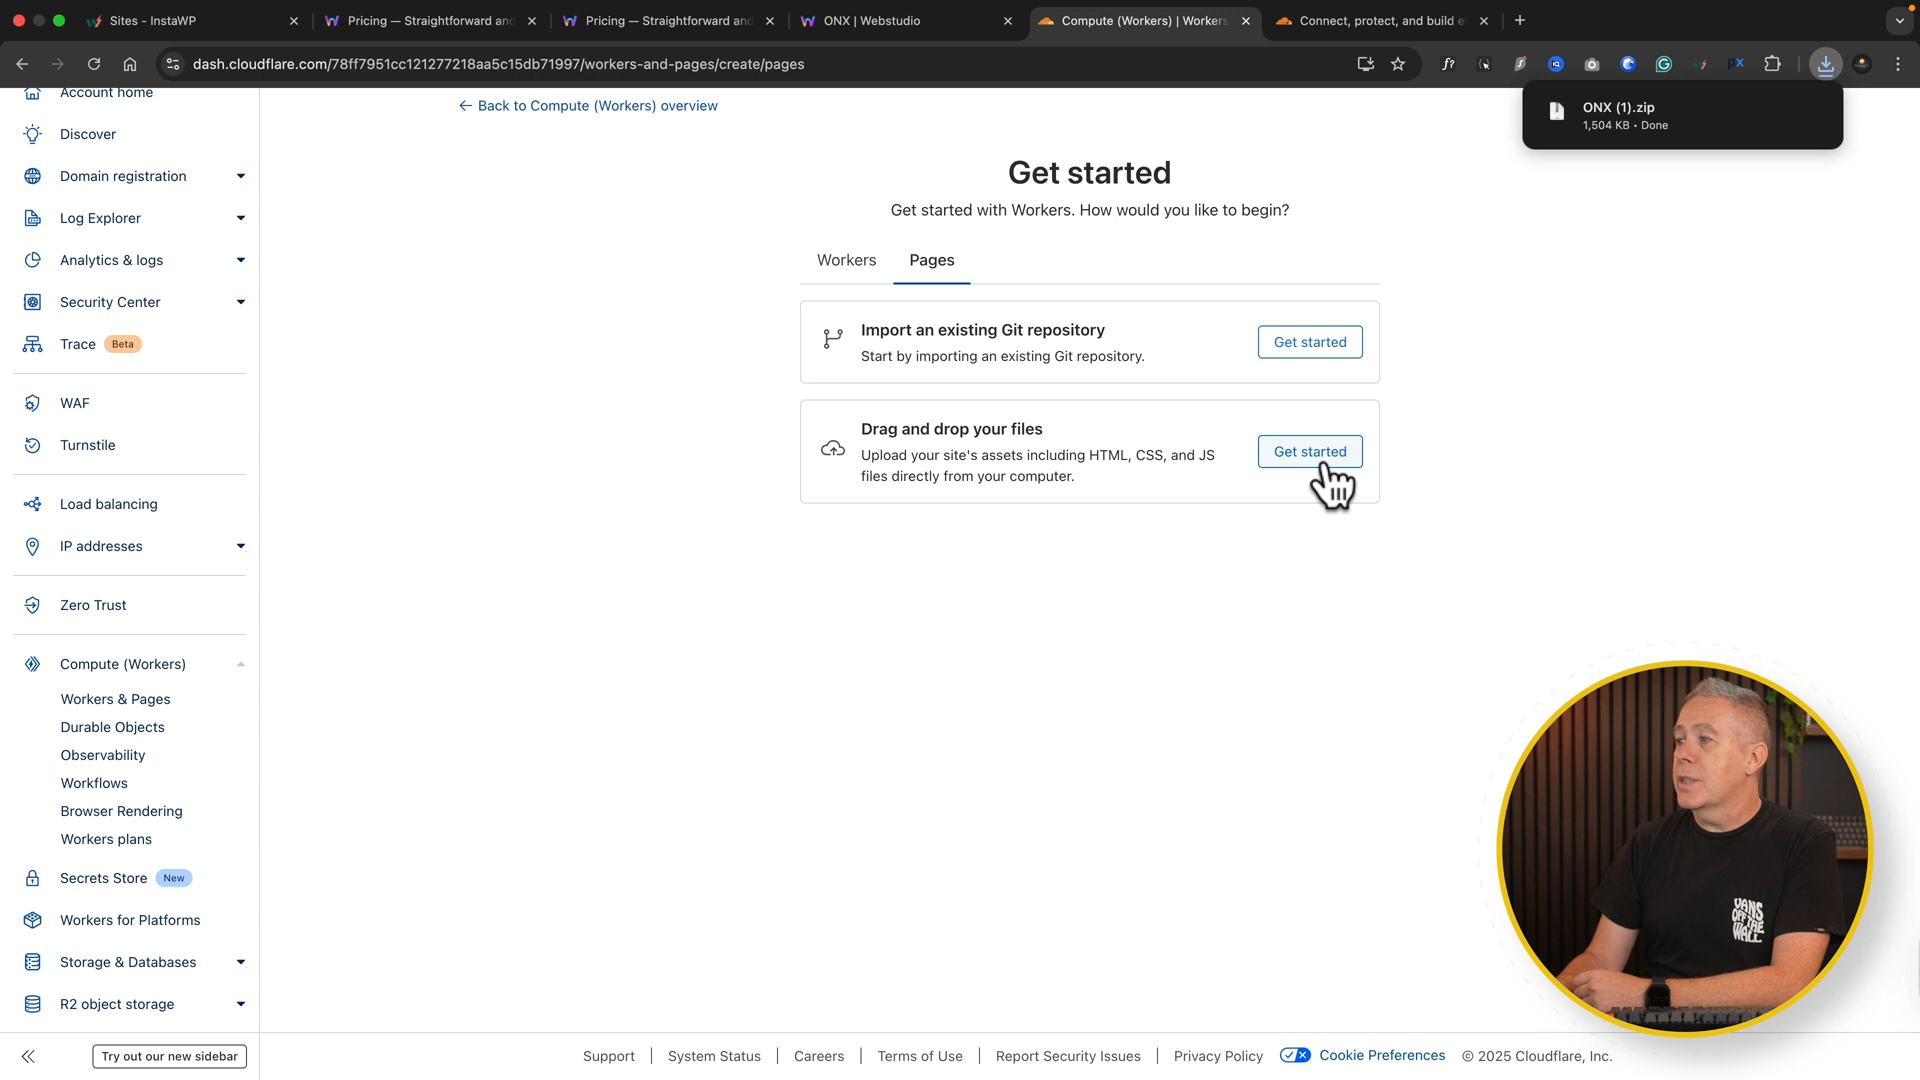 Sites - InstaWP
Pricing — Straightforward and
Pricing — Straightforward and
ONX | Webstudio
Compute (Workers) | Workers
Connect, protect, and build e
dash.cloudflare.com/78ff7951cc121277218aa5c15db71997/workers-and-pages/create/pages
ONX (1).zip
1,504 KB • Done
Account home
Discover
Domain registration
Log Explorer
Analytics & logs
Security Center
Trace Beta
WAF
Turnstile
Load balancing
IP addresses
Zero Trust
Compute (Workers)
Workers & Pages
Durable Objects
Observability
Workflows
Browser Rendering
Workers plans
Secrets Store New
Workers for Platforms
Storage & Databases
R2 object storage
Try out our new sidebar
← Back to Compute (Workers) overview
Get started
Get started with Workers. How would you like to begin?
Workers Pages
Import an existing Git repository
Start by importing an existing Git repository.
Get started
Drag and drop your files
Upload your site's assets including HTML, CSS, and JS
files directly from your computer.
Get started
VANS
OFF THE
WALL
Support | System Status | Careers | Terms of Use | Report Security Issues | Privacy Policy Cookie Preferences © 2025 Cloudflare, Inc.